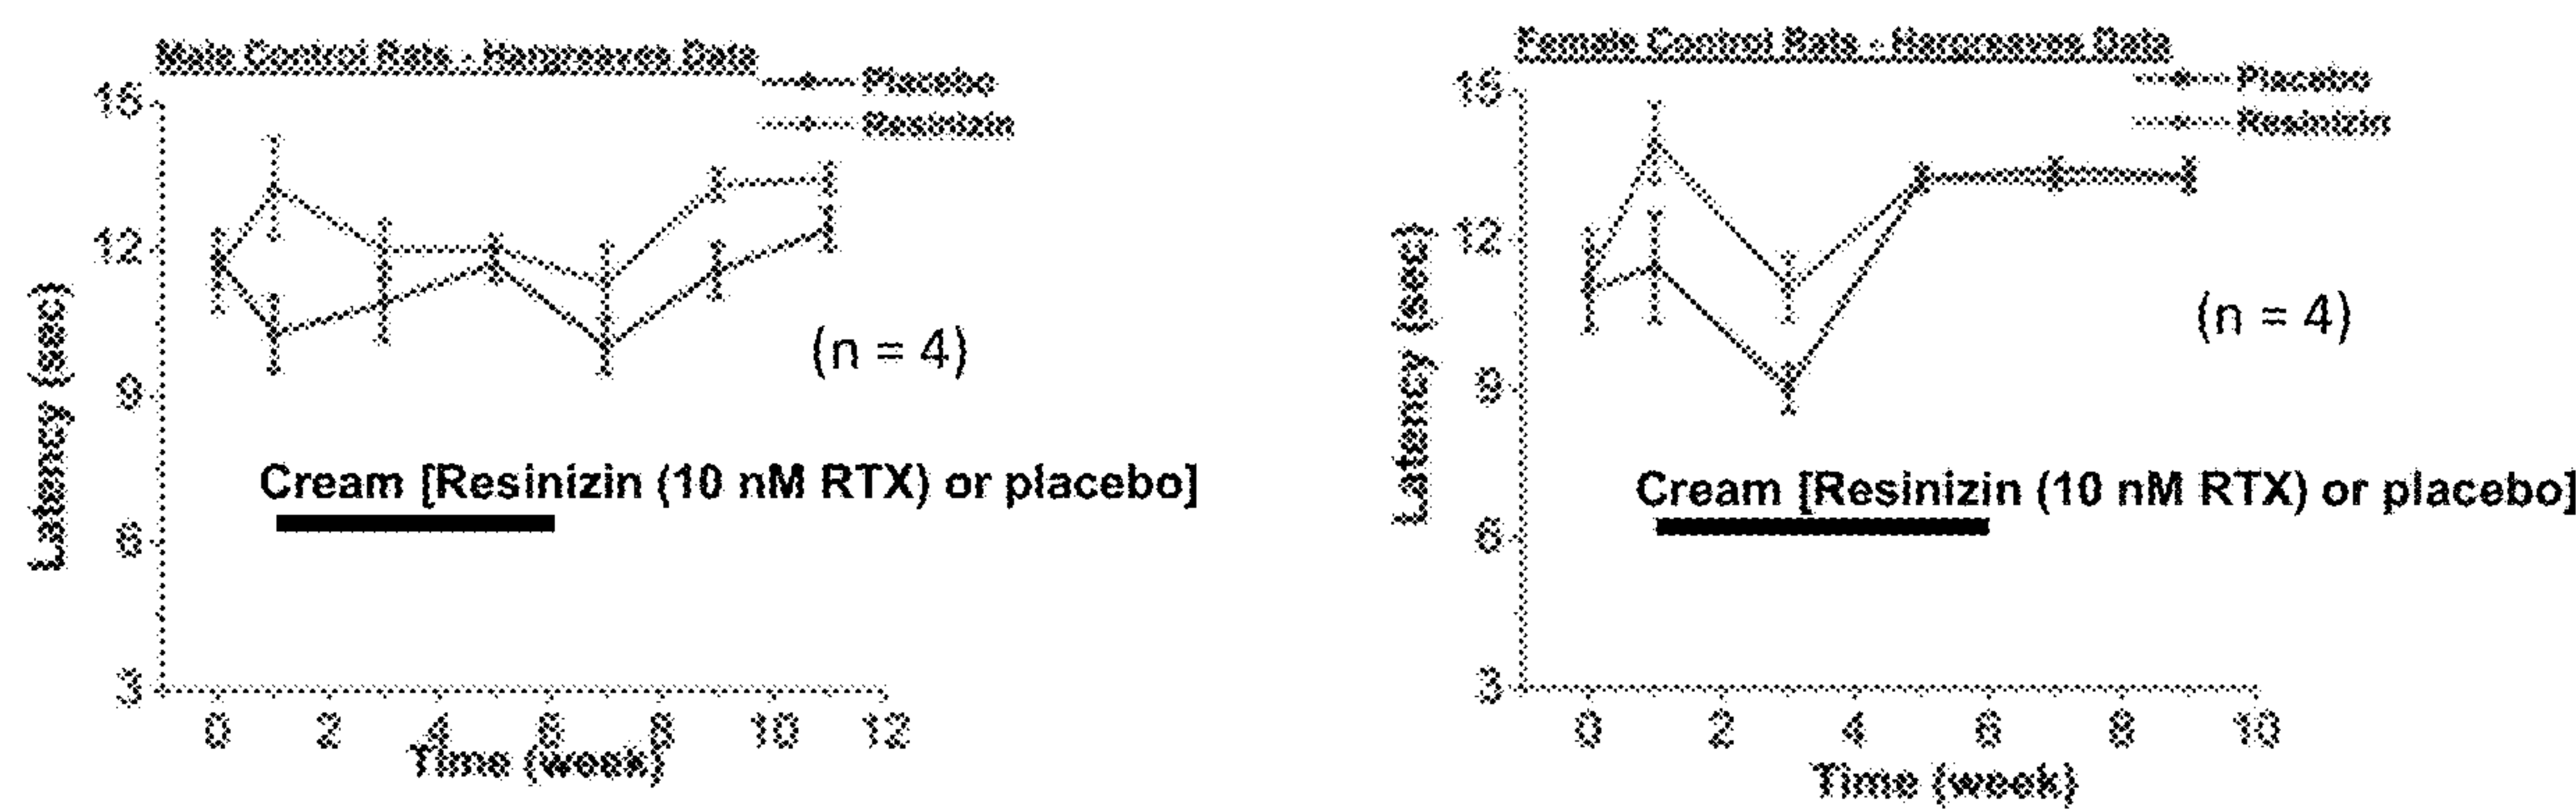 Male Control Rats - Hargreaves Data
Placebo
Resinizin
15
12
9
6
3
Latency (sec)
(n = 4)
Cream [Resinizin (10 nM RTX) or placebo]
0 2 4 6 8 10 12
Time (week)
Female Control Rats - Hargreaves Data
Placebo
Resinizin
15
12
9
6
3
Latency (sec)
(n = 4)
Cream [Resinizin (10 nM RTX) or placebo]
0 2 4 6 8 10
Time (week)